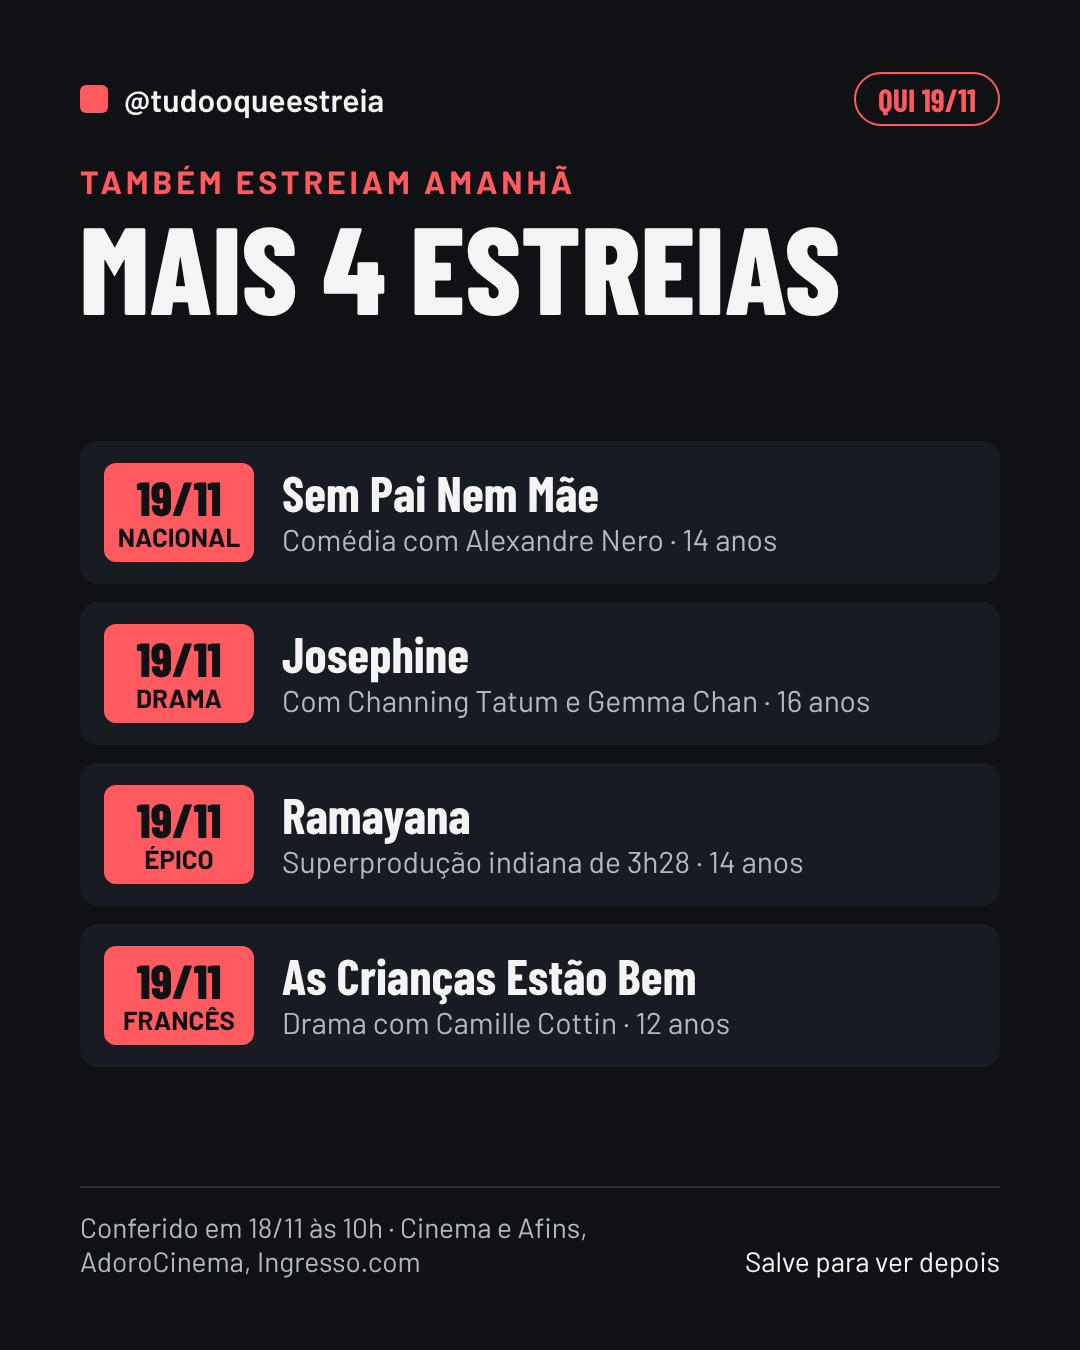 @tudooqueestreia
QUI 19/11
TAMBÉM ESTREIAM AMANHÃ
MAIS 4 ESTREIAS
19/11
NACIONAL
Sem Pai Nem Mãe
Comédia com Alexandre Nero · 14 anos
19/11
DRAMA
Josephine
Com Channing Tatum e Gemma Chan · 16 anos
19/11
ÉPICO
Ramayana
Superprodução indiana de 3h28 · 14 anos
19/11
FRANCÊS
As Crianças Estão Bem
Drama com Camille Cottin · 12 anos
Conferido em 18/11 às 10h · Cinema e Afins,
AdoroCinema, Ingresso.com
Salve para ver depois